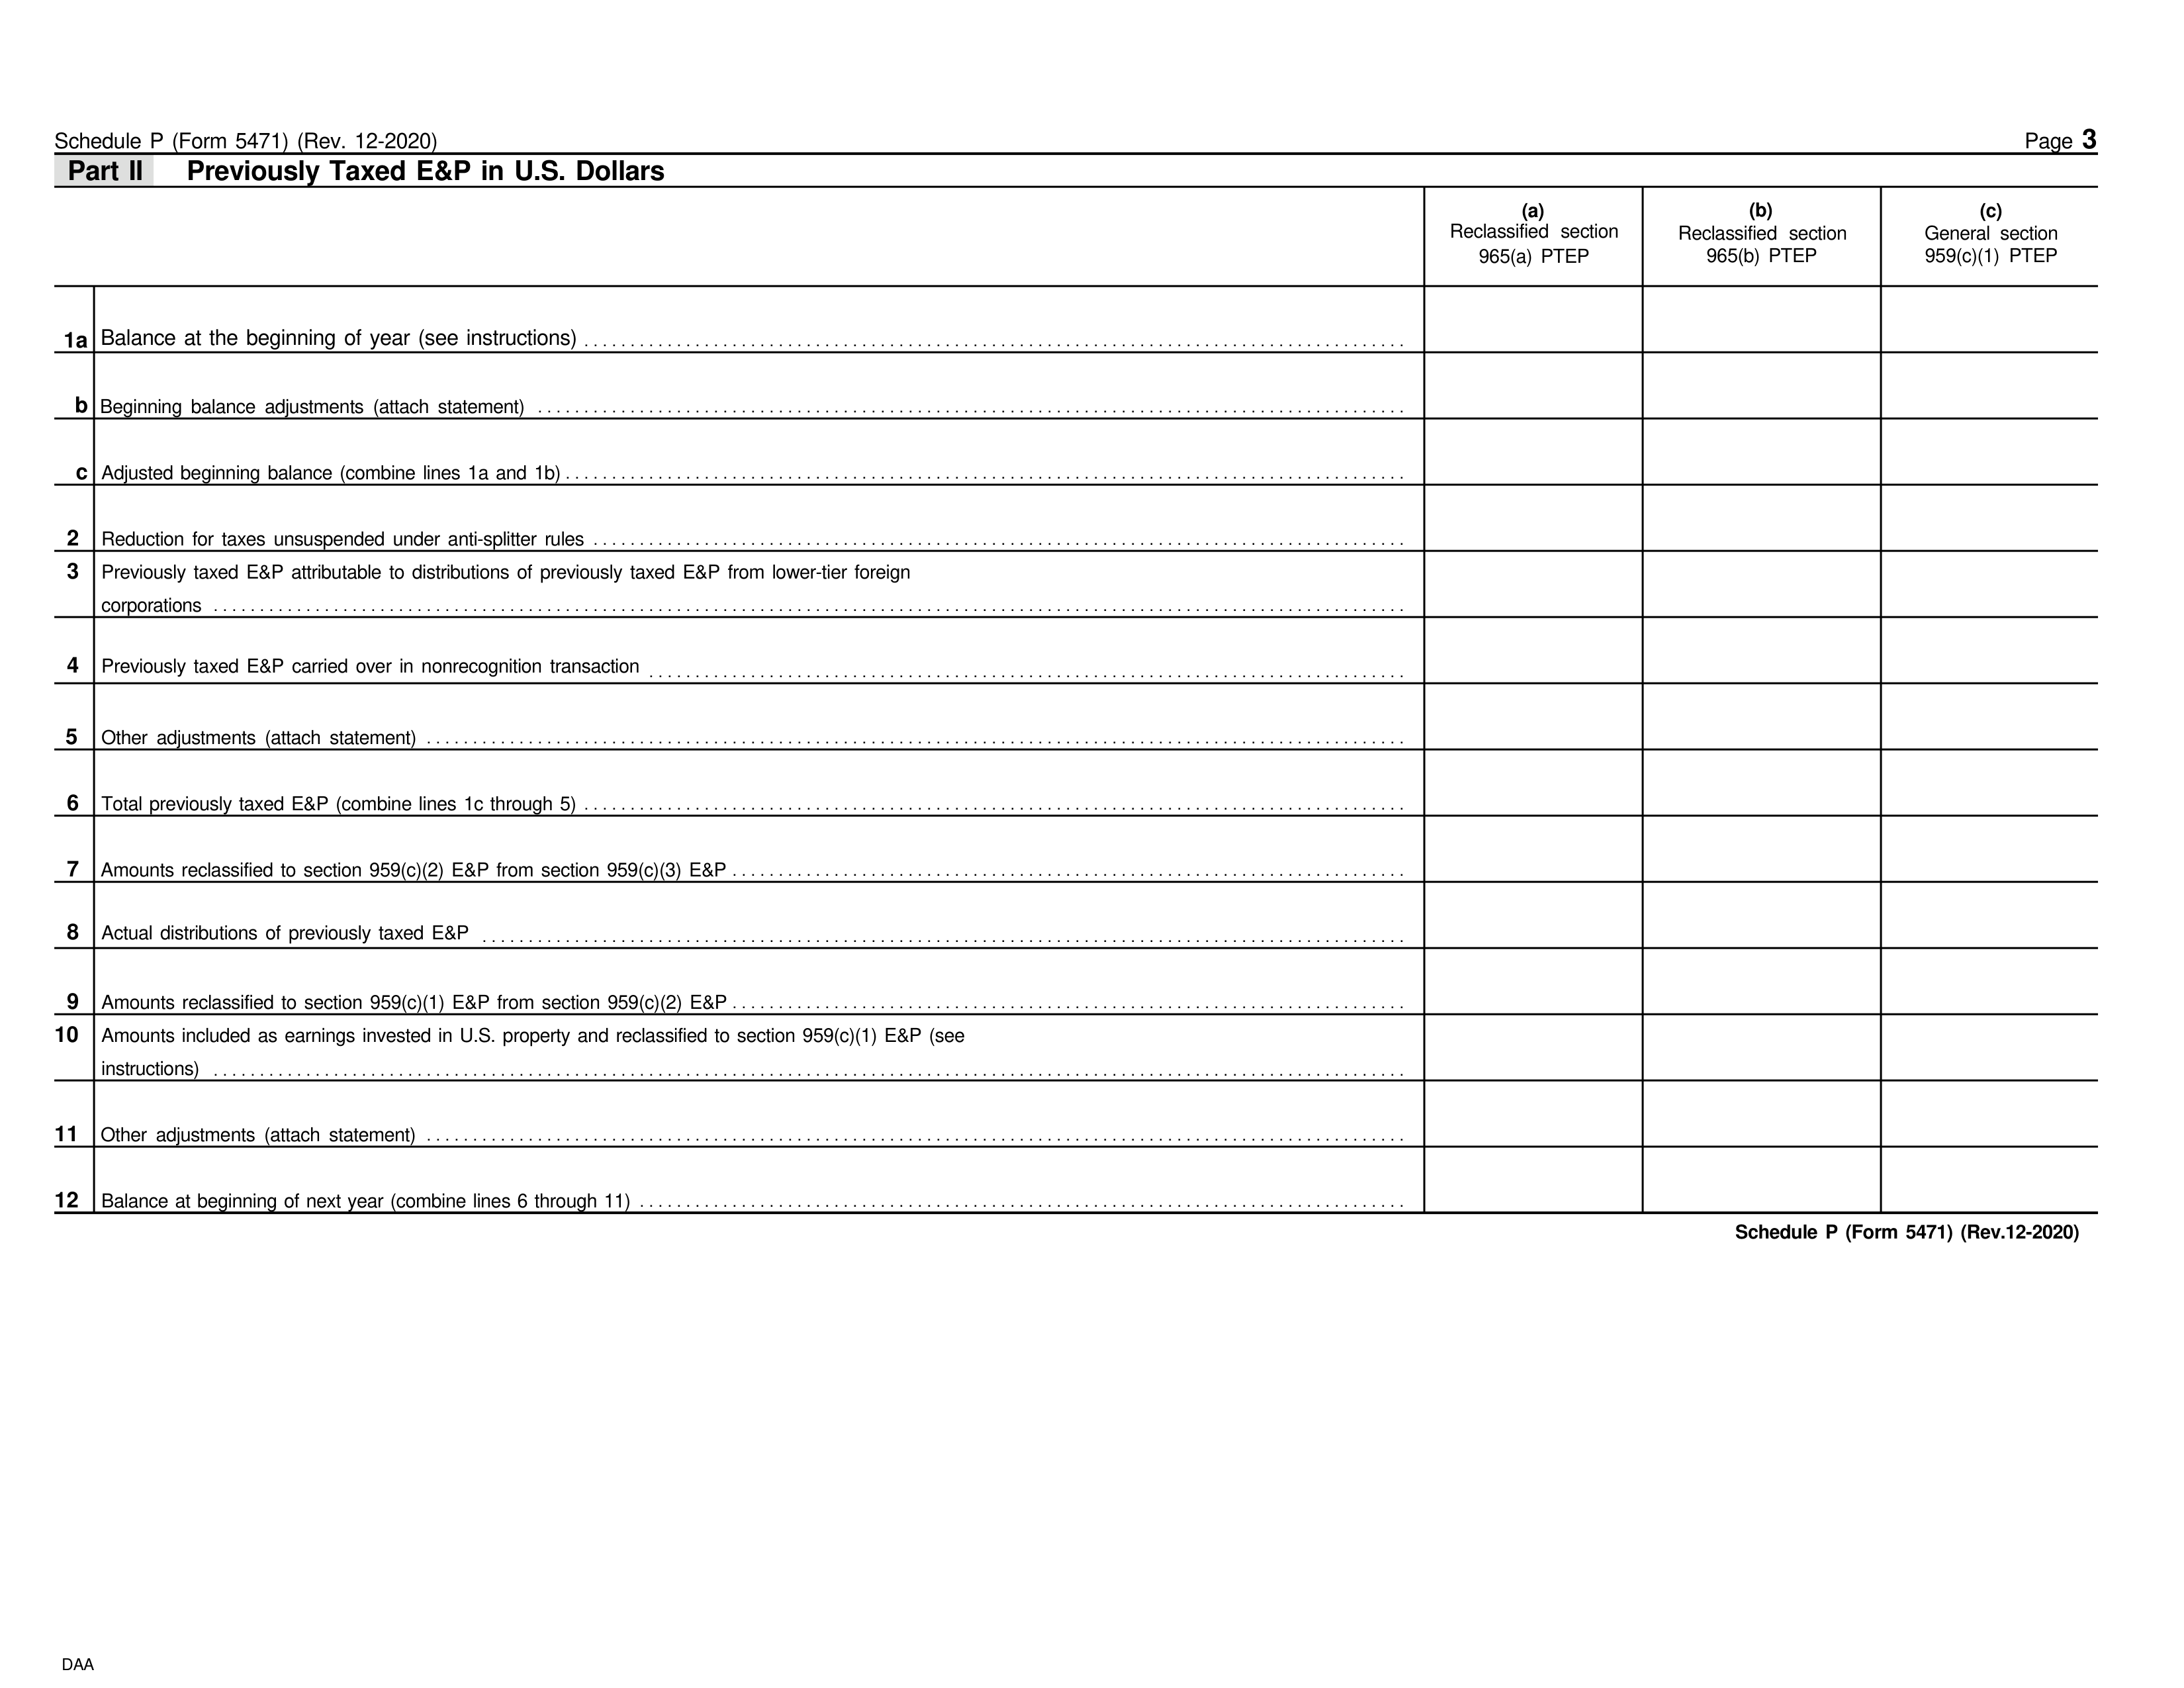 Schedule P (Form 5471) (Rev. 12-2020) Page 3
Part II Previously Taxed E&P in U.S. Dollars
(a) (b) (c)
Reclassified section Reclassified section General section
965(a) PTEP 965(b) PTEP 959(c)(1) PTEP
1a Balance at the beginning of year (see instructions)
b Beginning balance adjustments (attach statement)
c Adjusted beginning balance (combine lines 1a and 1b)
2 Reduction for taxes unsuspended under anti-splitter rules
3 Previously taxed E&P attributable to distributions of previously taxed E&P from lower-tier foreign
corporations
4 Previously taxed E&P carried over in nonrecognition transaction
5 Other adjustments (attach statement)
6 Total previously taxed E&P (combine lines 1c through 5)
7 Amounts reclassified to section 959(c)(2) E&P from section 959(c)(3) E&P
8 Actual distributions of previously taxed E&P
9 Amounts reclassified to section 959(c)(1) E&P from section 959(c)(2) E&P
10 Amounts included as earnings invested in U.S. property and reclassified to section 959(c)(1) E&P (see
instructions)
11 Other adjustments (attach statement)
12 Balance at beginning of next year (combine lines 6 through 11)
Schedule P (Form 5471) (Rev.12-2020)
DAA